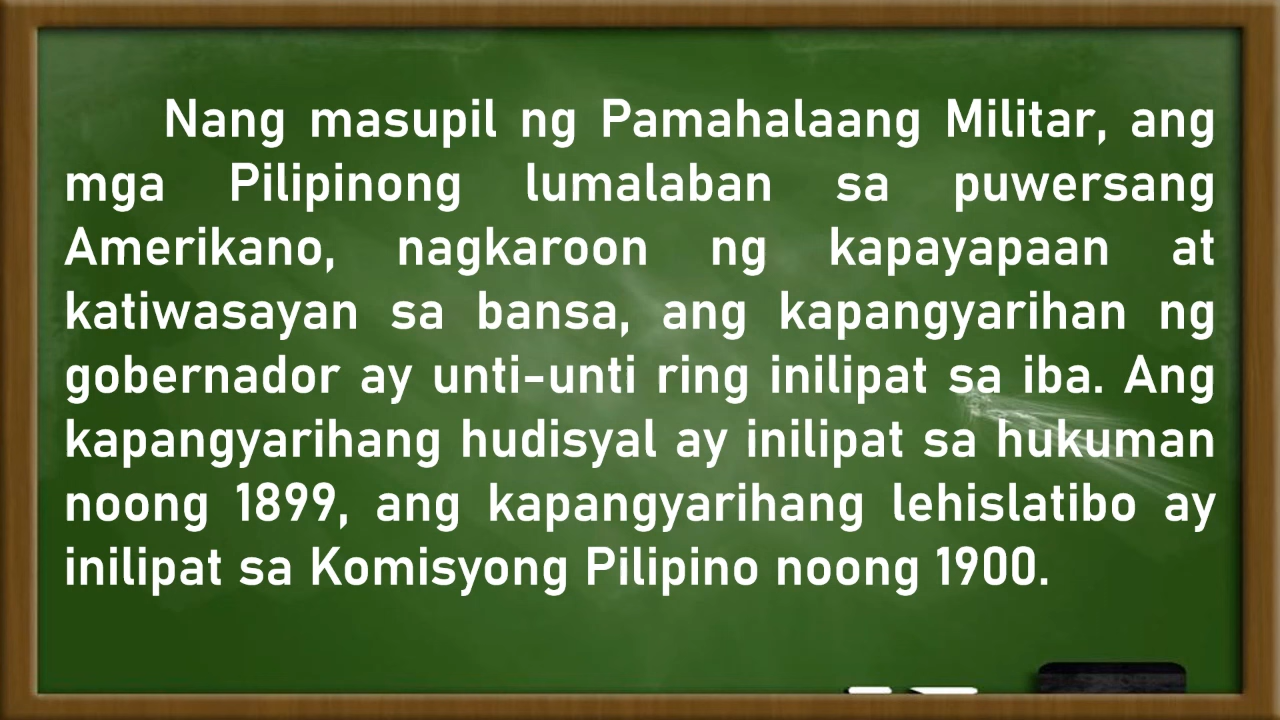 Nang masupil ng Pamahalaang Militar, ang
mga Pilipinong lumalaban sa puwersang
Amerikano, nagkaroon ng kapayapaan at
katiwasayan sa bansa, ang kapangyarihan ng
gobernador ay unti-unti ring inilipat sa iba. Ang
kapangyarihang hudisyal ay inilipat sa hukuman
noong 1899, ang kapangyarihang lehislatibo ay
inilipat sa Komisyong Pilipino noong 1900.